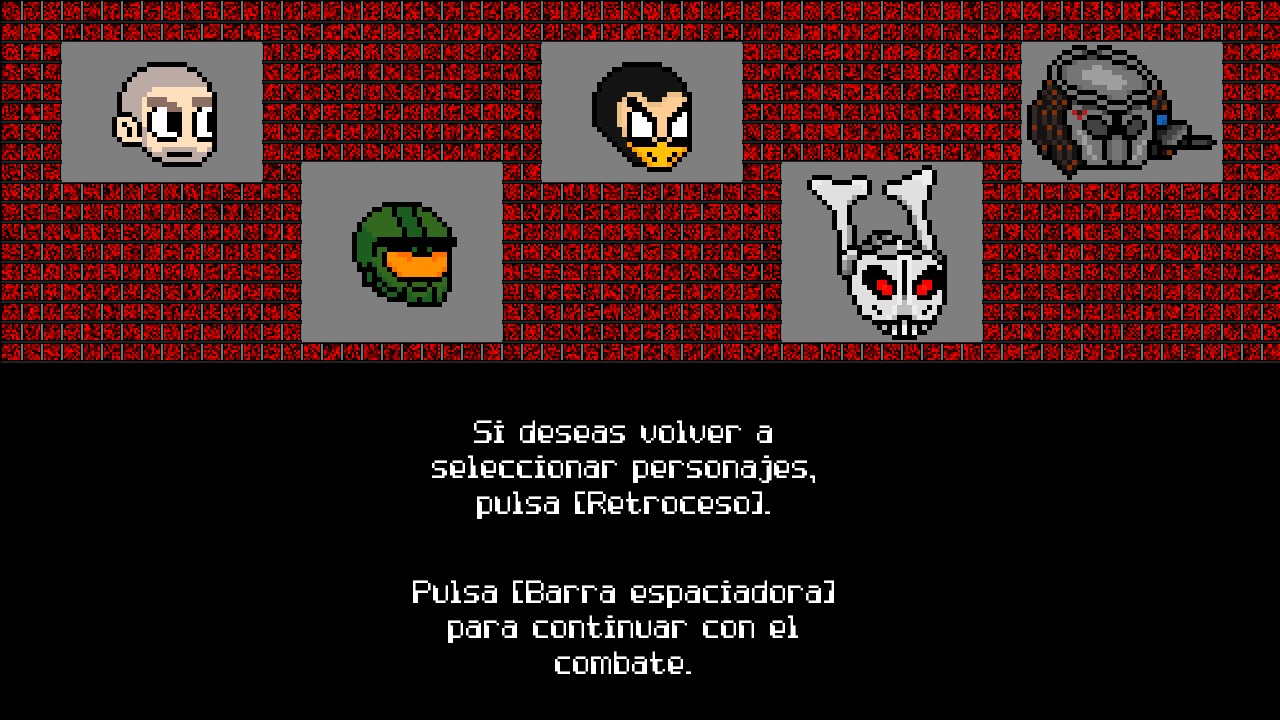 Si deseas volver a
seleccionar personajes,
pulsa [Retroceso].
Pulsa [Barra espaciadora]
para continuar con el
combate.